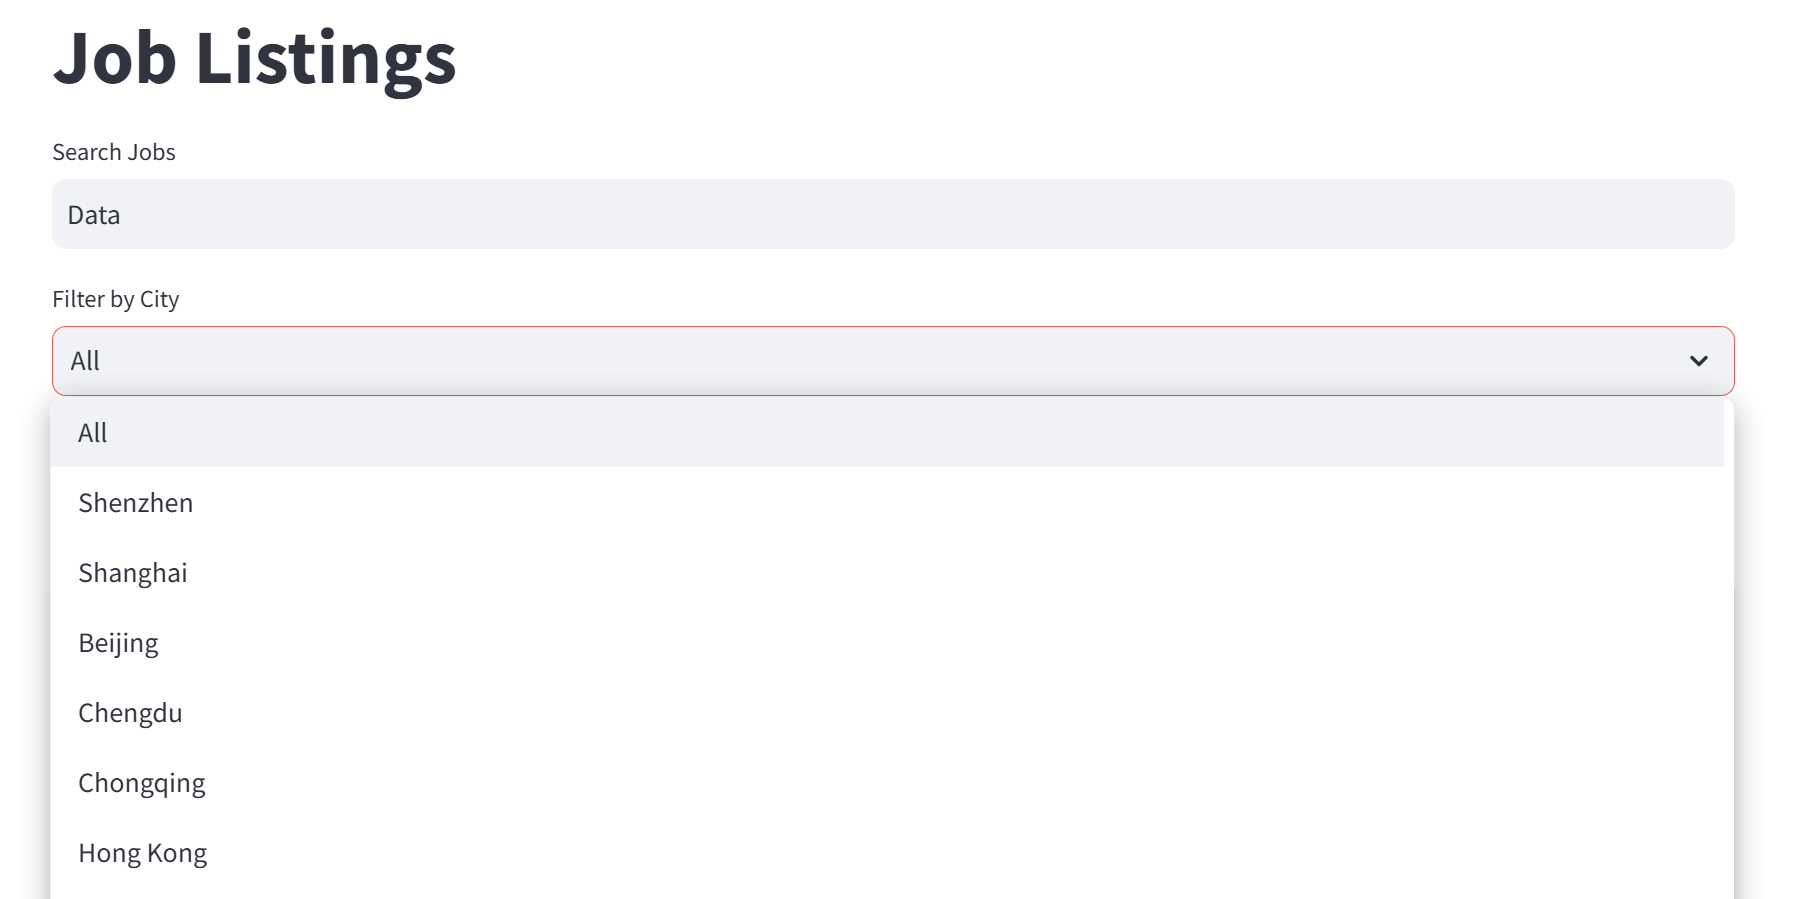 Job Listings
Search Jobs
Data
Filter by City
All
All
Shenzhen
Shanghai
Beijing
Chengdu
Chongqing
Hong Kong